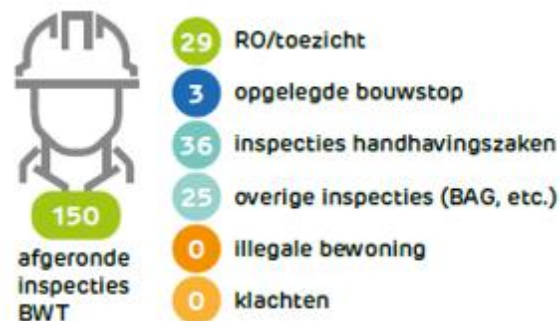 150
afgeronde
inspecties
BWT
29 RO/toezicht
3 opgelegde bouwstop
36 inspecties handhavingszaken
25 overige inspecties (BAG, etc.)
0 illegale bewoning
0 klachten